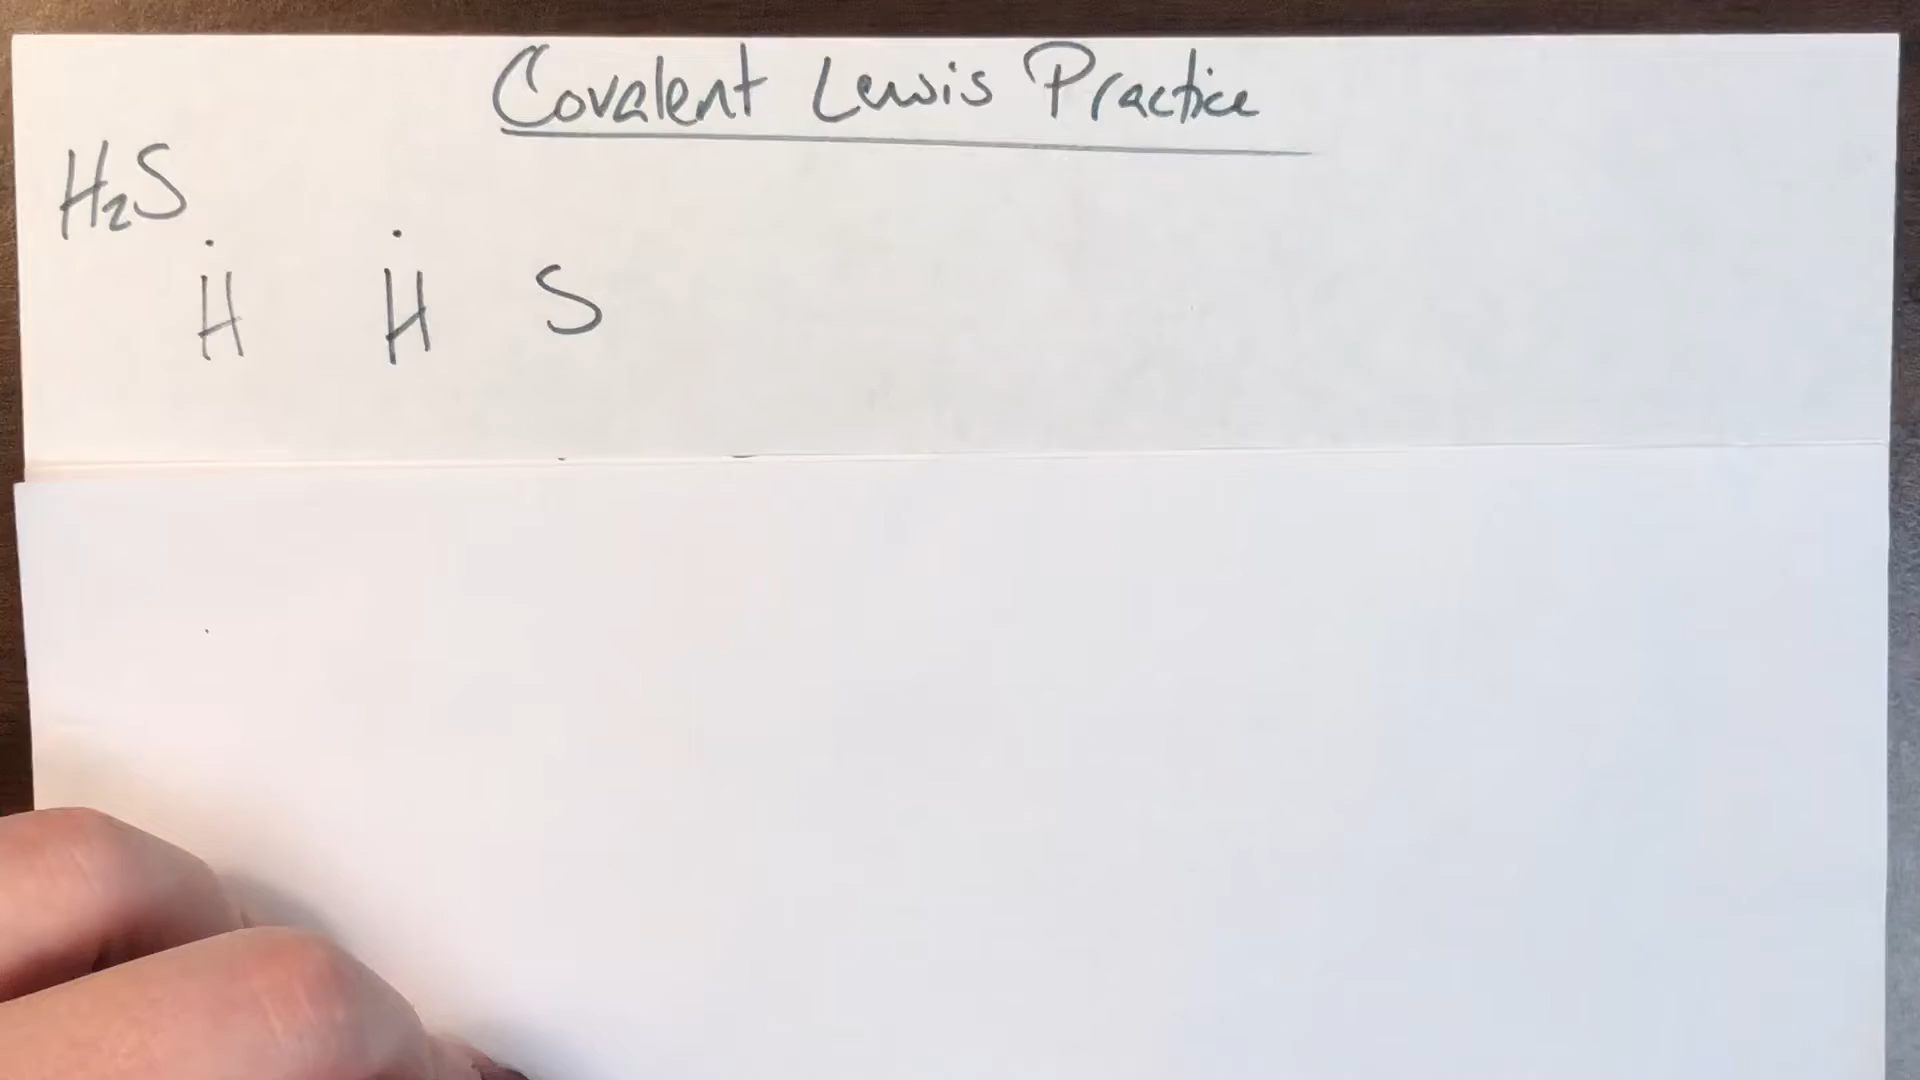 Covalent Lewis Practice
H₂S
Ḣ Ḣ S